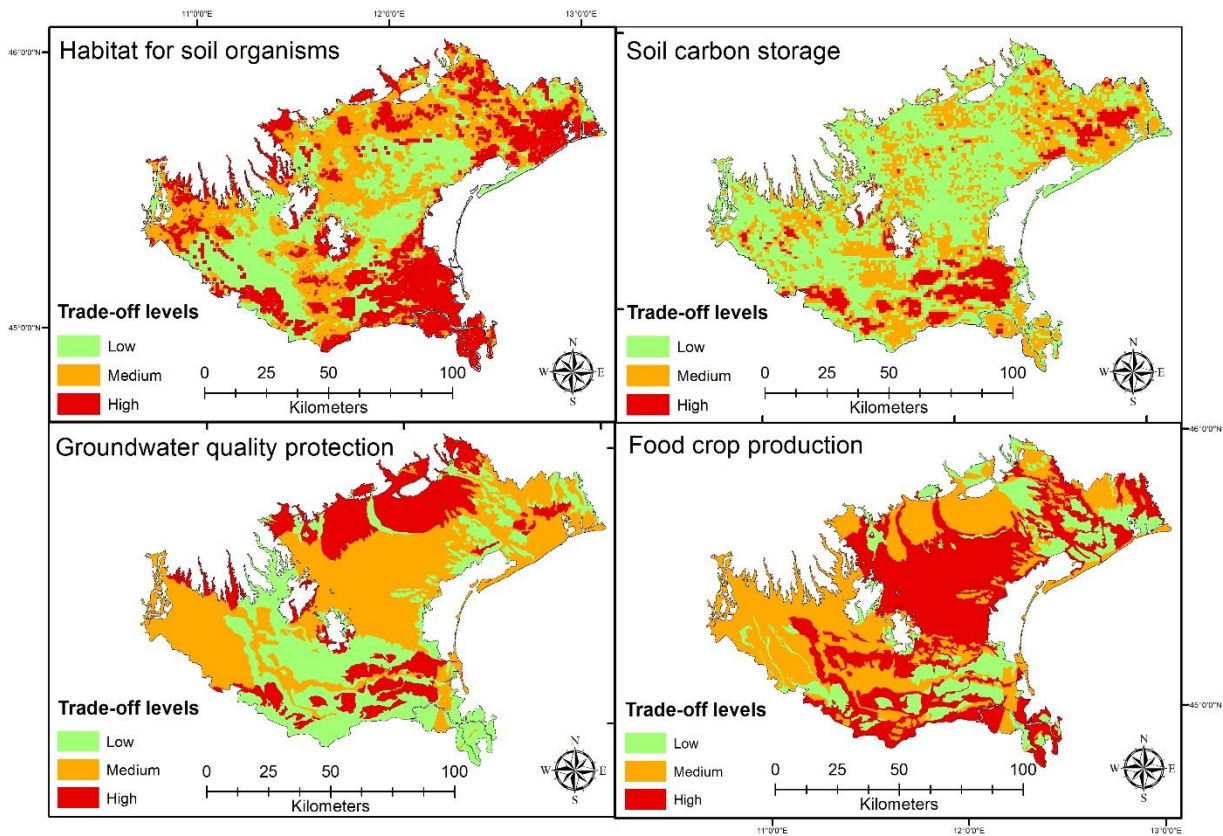 11°0'0"E 12°0'0"E 13°0'0"E
46°0'0"N
45°0'0"N
Habitat for soil organisms
Trade-off levels
Low
Medium
High
0 25 50 100
Kilometers
N
W E
S
Soil carbon storage
Trade-off levels
Low
Medium
High
0 25 50 100
Kilometers
N
W E
S
Groundwater quality protection
Trade-off levels
Low
Medium
High
0 25 50 100
Kilometers
N
W E
S
Food crop production
Trade-off levels
Low
Medium
High
0 25 50 100
Kilometers
N
W E
S
46°0'0"N
45°0'0"N
11°0'0"E 12°0'0"E 13°0'0"E